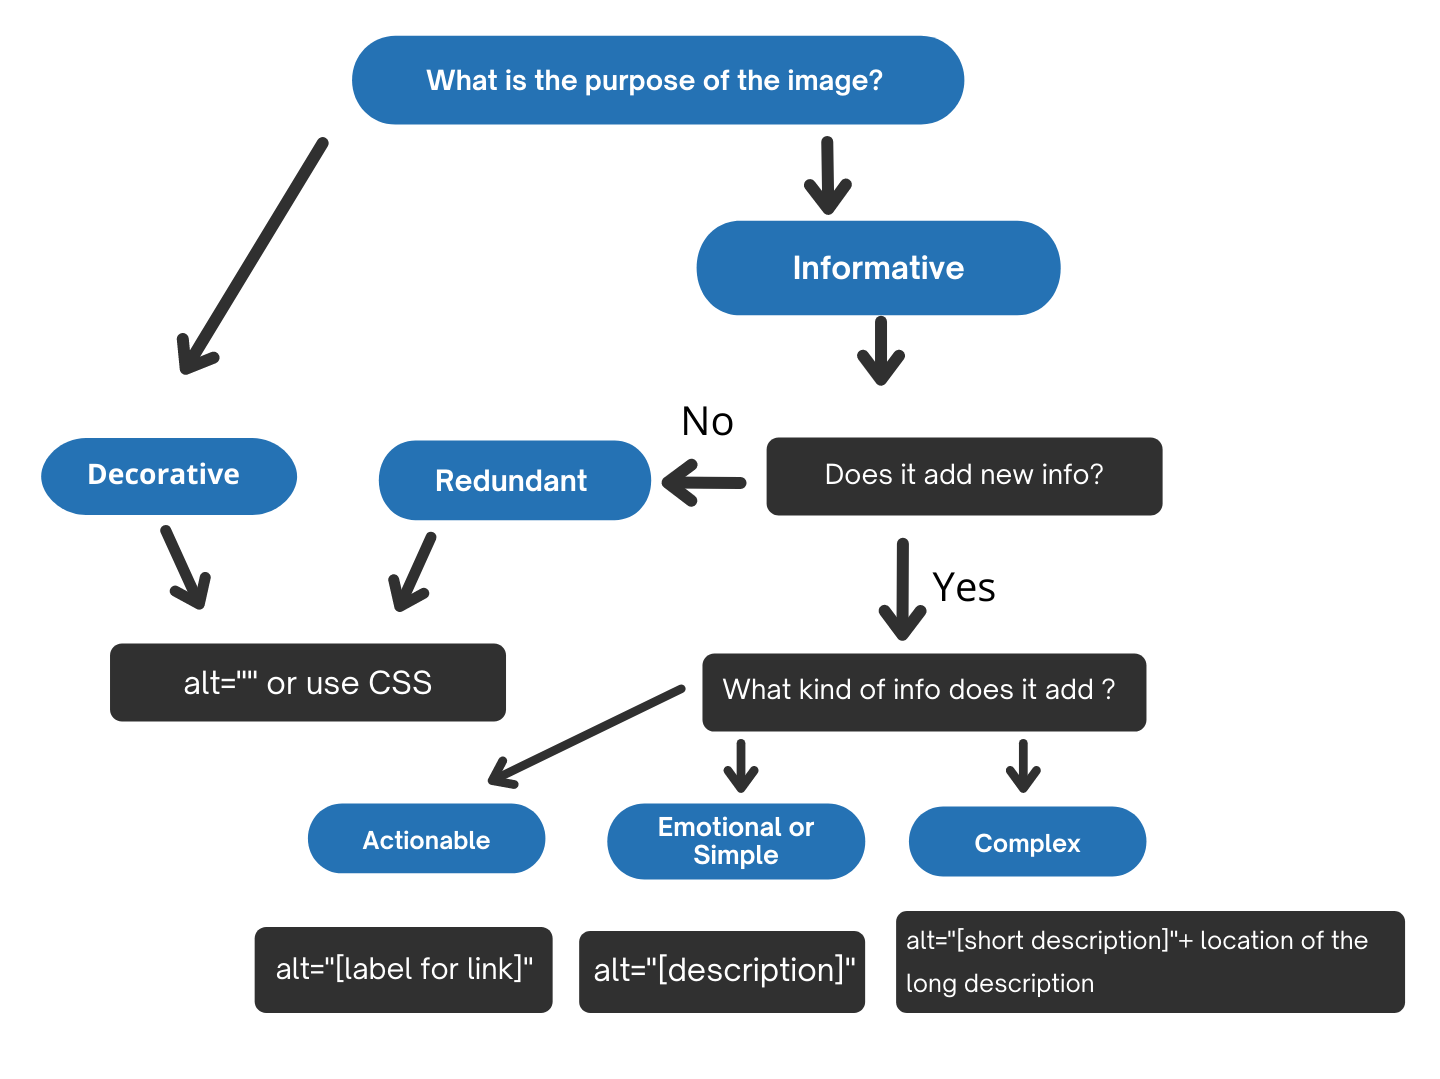 What is the purpose of the image?
Informative
No
Decorative
Redundant
Does it add new info?
Yes
alt="" or use CSS
What kind of info does it add ?
Actionable
Emotional or
Simple
Complex
alt="[label for link]"
alt="[description]"
alt="[short description]"+ location of the
long description